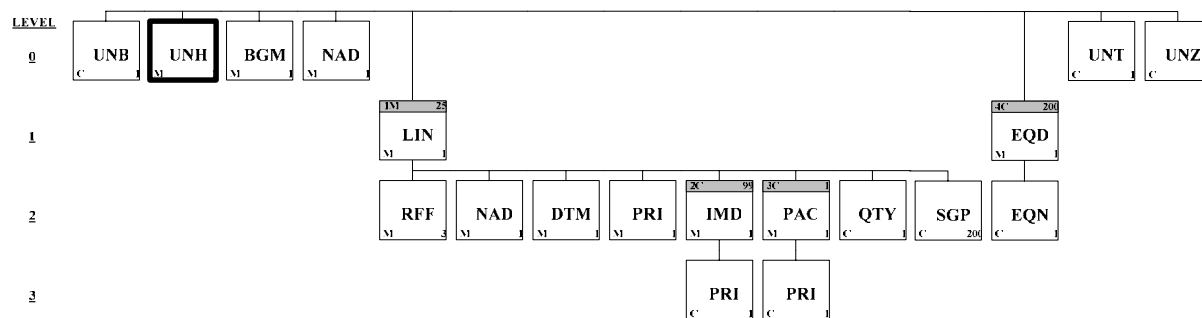 LEVEL
0
UNB
C 1
UNH
M
BGM
M 1
NAD
M 1
UNT
C 1
UNZ
C 1
1
1M 25
LIN
M 1
4C 200
EQD
M 1
2
RFF
M 3
NAD
M 1
DTM
M 1
PRI
M 1
2C 99
IMD
M 1
3C 1
PAC
M 1
QTY
C 1
SGP
C 200
EQN
C 1
3
PRI
C 1
PRI
C 1